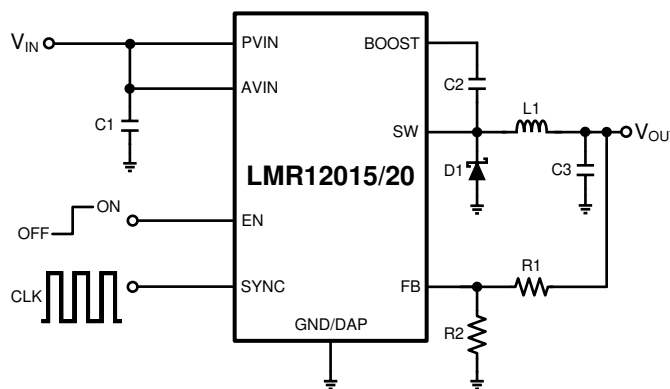 VIN
PVIN
BOOST
AVIN
C2
C1
L1
SW
VOUT
D1
C3
LMR12015/20
ON
OFF
EN
CLK
SYNC
FB
R1
GND/DAP
R2